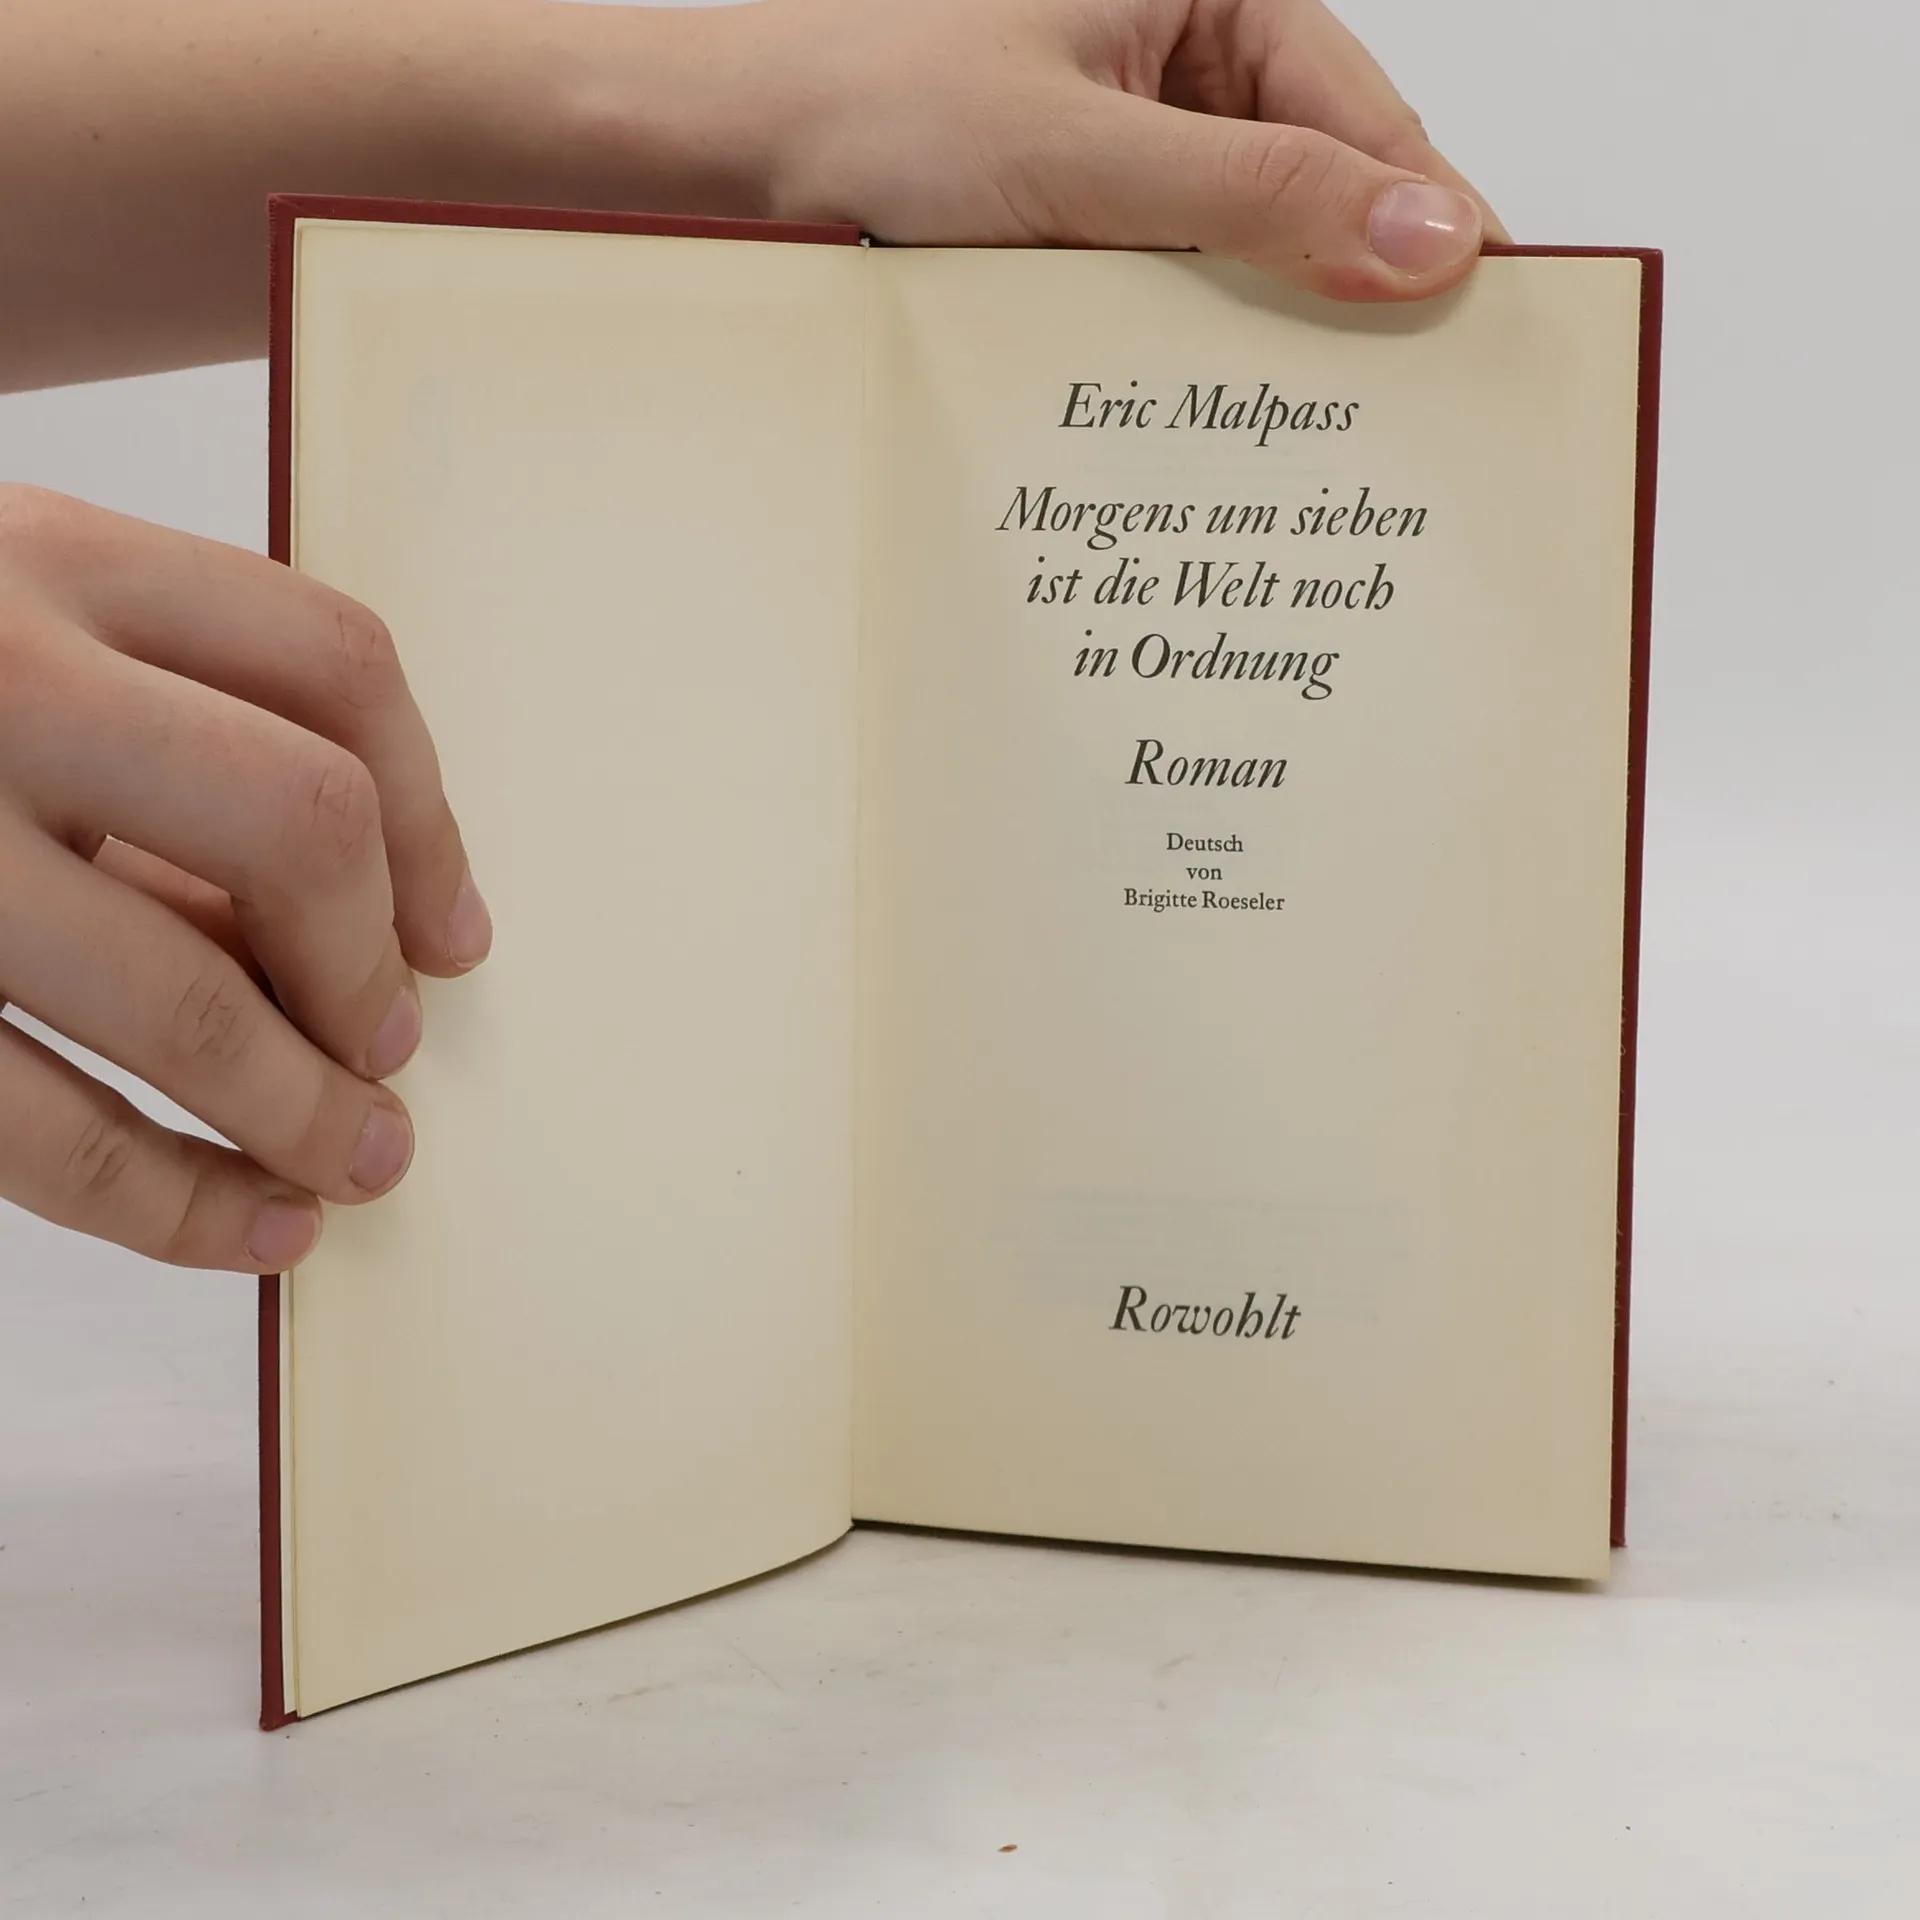 Eric Malpass
Morgens um sieben
ist die Welt noch
in Ordnung
Roman
Deutsch
von
Brigitte Roeseler
Rowohlt